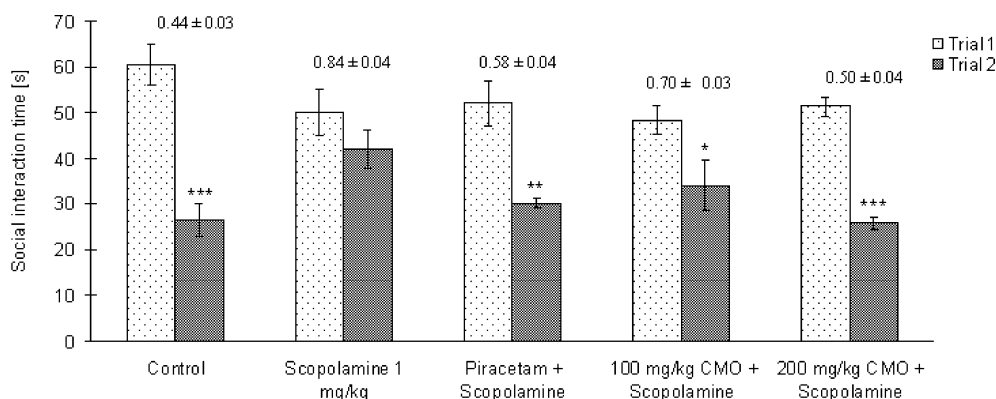 70
60
50
40
30
20
10
0
Social interaction time [s]
0.44 ± 0.03
0.84 ± 0.04
0.58 ± 0.04
0.70 ± 0.03
0.50 ± 0.04
***
**
*
***
Trial 1
Trial 2
Control
Scopolamine 1
mg/kg
Piracetam +
Scopolamine
100 mg/kg CMO +
Scopolamine
200 mg/kg CMO +
Scopolamine